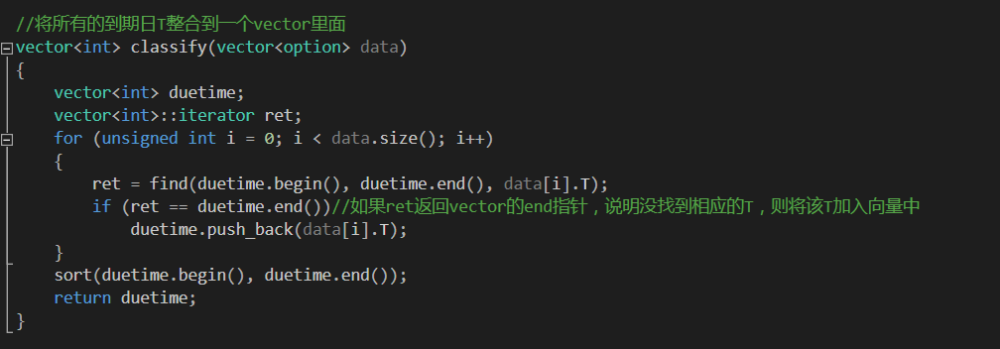 //将所有的到期日T整合到一个vector里面
vector<int> classify(vector<option> data)
{
    vector<int> duetime;
    vector<int>::iterator ret;
    for (unsigned int i = 0; i < data.size(); i++)
    {
        ret = find(duetime.begin(), duetime.end(), data[i].T);
        if (ret == duetime.end())//如果ret返回vector的end指针，说明没找到相应的T，则将该T加入向量中
            duetime.push_back(data[i].T);
    }
    sort(duetime.begin(), duetime.end());
    return duetime;
}